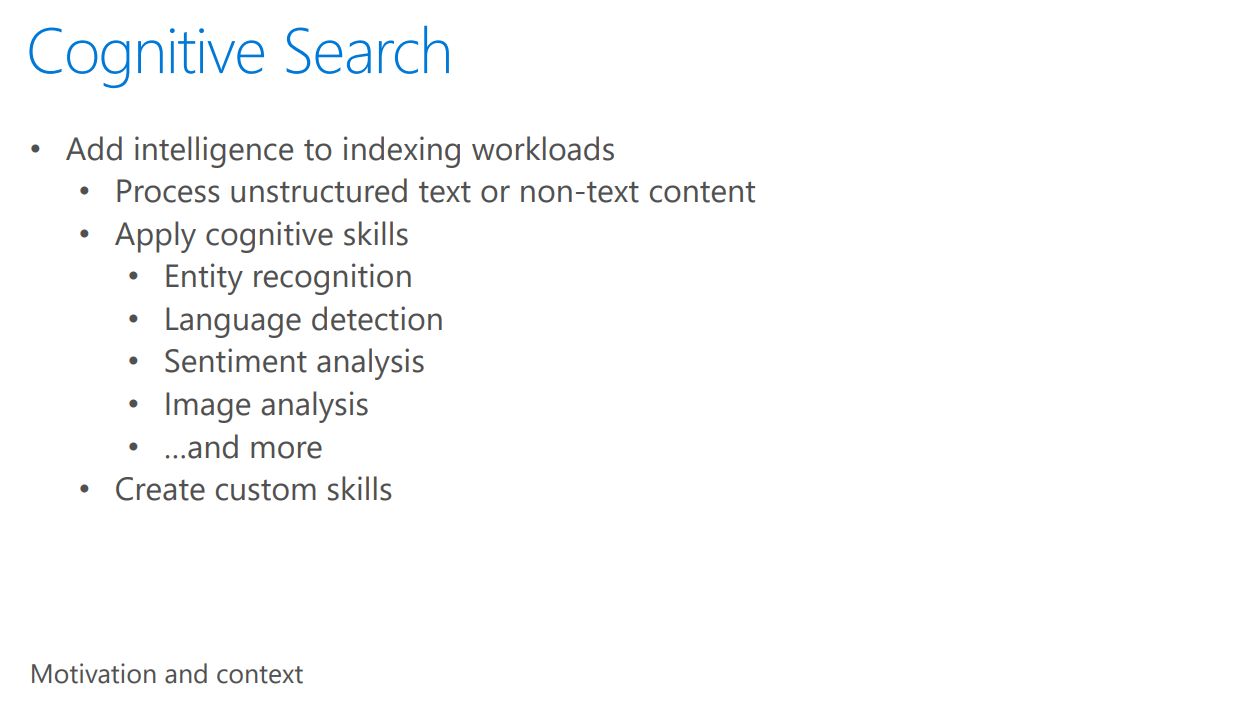 Cognitive Search
• Add intelligence to indexing workloads
• Process unstructured text or non-text content
• Apply cognitive skills
• Entity recognition
• Language detection
• Sentiment analysis
• Image analysis
• …and more
• Create custom skills
Motivation and context